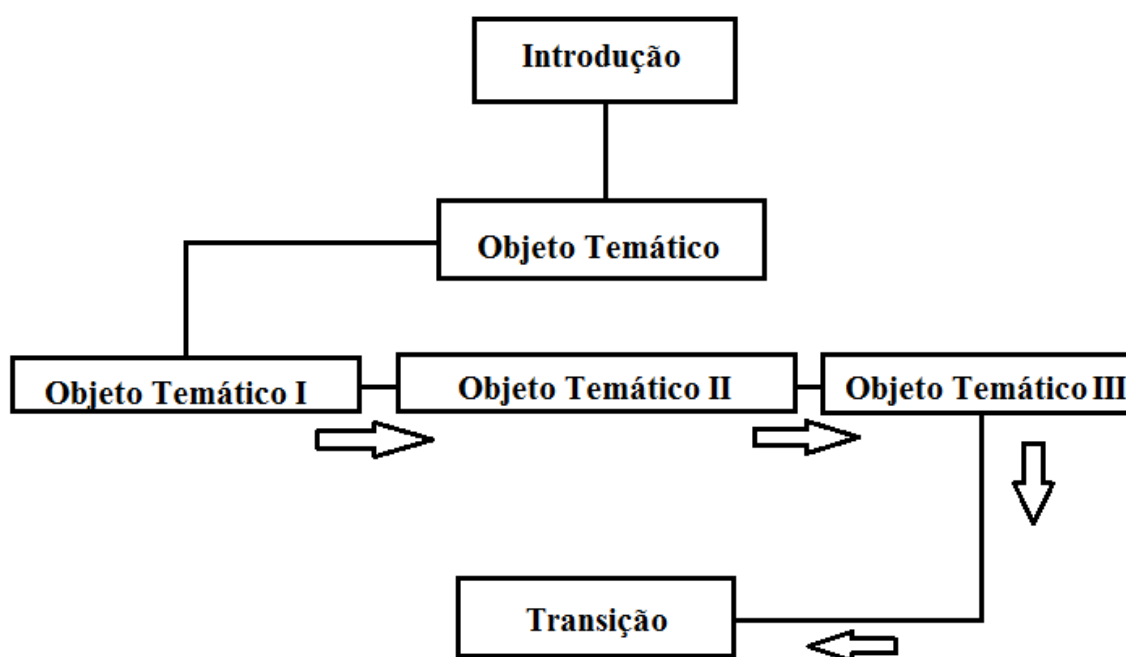 Introdução
Objeto Temático
Objeto Temático I
Objeto Temático II
Objeto Temático III
Transição